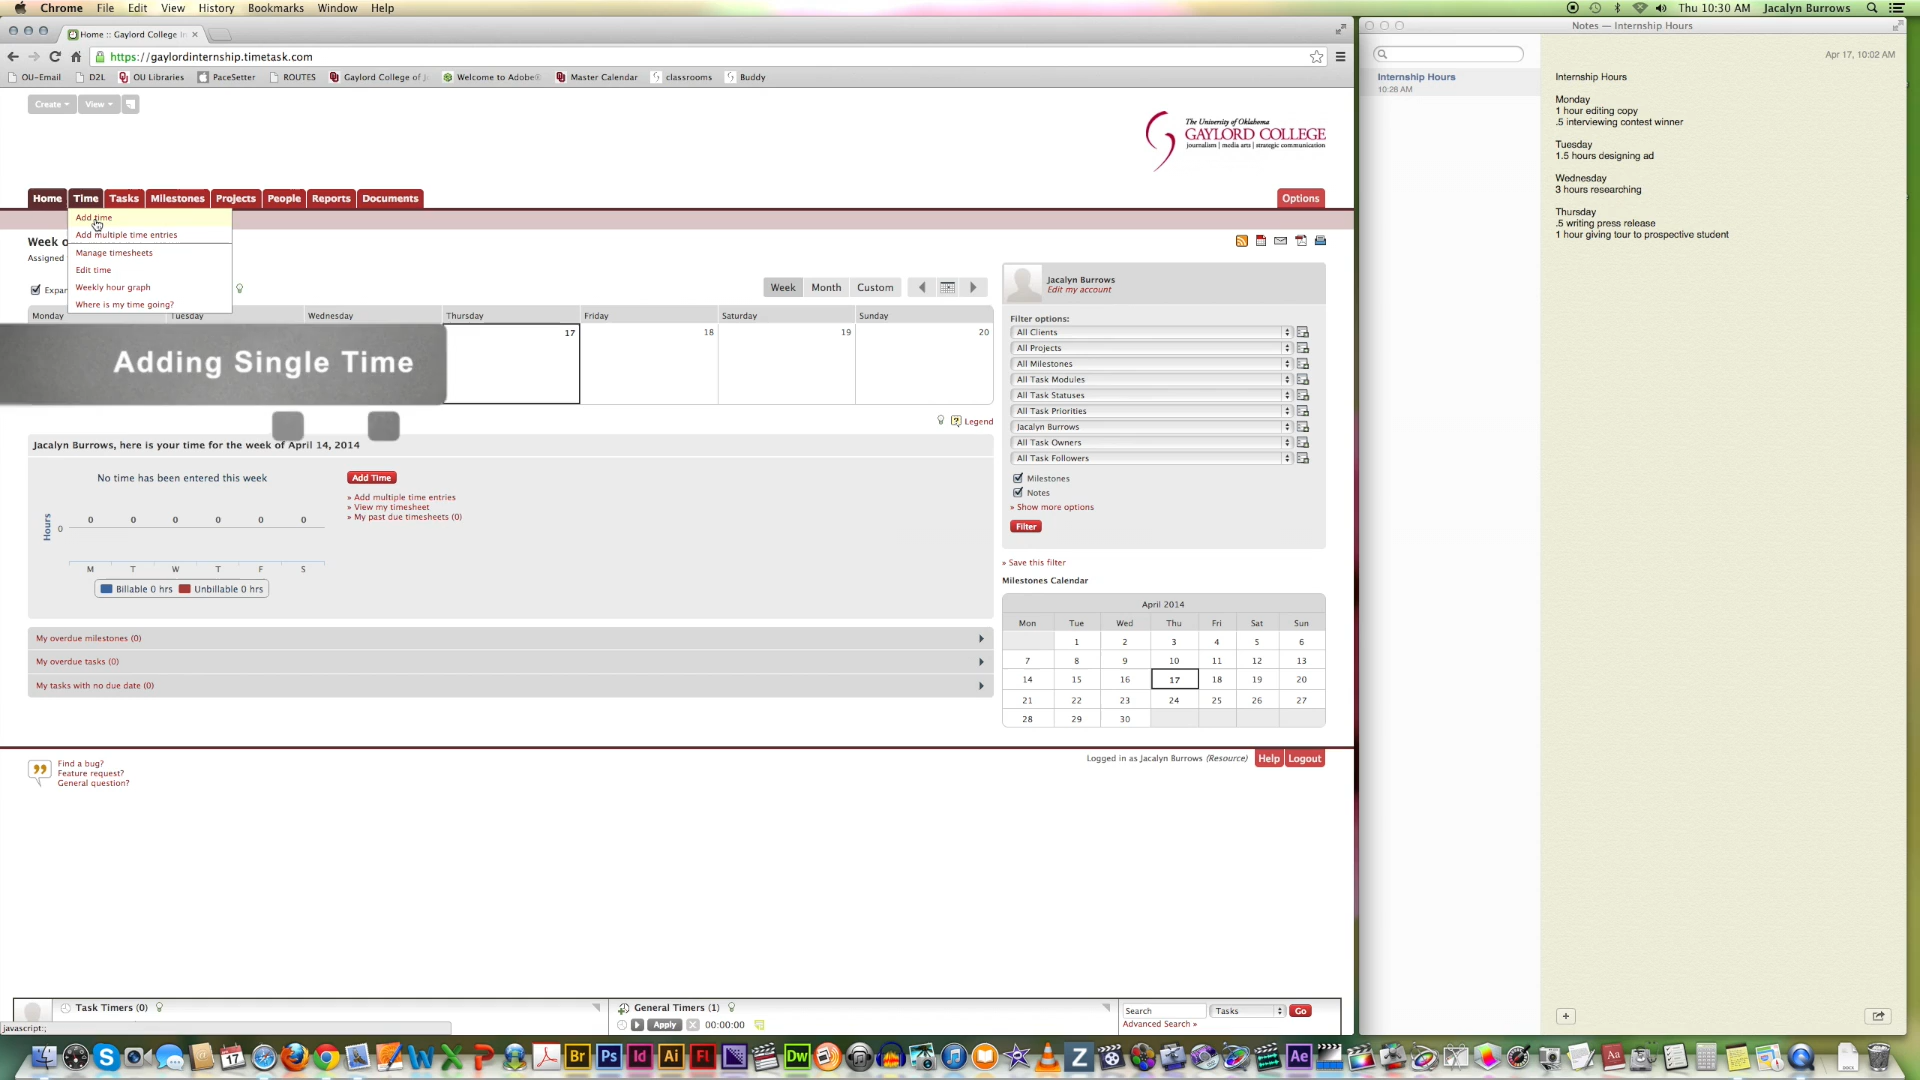 Chrome File Edit View History Bookmarks Window Help
Thu 10:30 AM Jacalyn Burrows
Home :: Gaylord College In
https://gaylordinternship.timetask.com
OU-Email D2L OU Libraries PaceSetter ROUTES Gaylord College of J Welcome to Adobe® Master Calendar classrooms Buddy
Create View
The University of Oklahoma
GAYLORD COLLEGE
journalism | media arts | strategic communication
Home Time Tasks Milestones Projects People Reports Documents Options
Add time
Add multiple time entries
Manage timesheets
Edit time
Weekly hour graph
Where is my time going?
Week o
Assigned
Expan
Week Month Custom
Monday Tuesday Wednesday Thursday Friday Saturday Sunday
17 18 19 20
Adding Single Time
? Legend
Jacalyn Burrows, here is your time for the week of April 14, 2014
No time has been entered this week
Hours
0
0 0 0 0 0 0
M T W T F S
Billable 0 hrs Unbillable 0 hrs
Add Time
» Add multiple time entries
» View my timesheet
» My past due timesheets (0)
My overdue milestones (0)
My overdue tasks (0)
My tasks with no due date (0)
Jacalyn Burrows
Edit my account
Filter options:
All Clients
All Projects
All Milestones
All Task Modules
All Task Statuses
All Task Priorities
Jacalyn Burrows
All Task Owners
All Task Followers
Milestones
Notes
» Show more options
Filter
» Save this filter
Milestones Calendar
April 2014
Mon Tue Wed Thu Fri Sat Sun
1 2 3 4 5 6
7 8 9 10 11 12 13
14 15 16 17 18 19 20
21 22 23 24 25 26 27
28 29 30
Logged in as Jacalyn Burrows (Resource) Help Logout
Find a bug?
Feature request?
General question?
Task Timers (0)
General Timers (1)
Apply 00:00:00
Search Tasks Go
Advanced Search »
javascript:;
Notes — Internship Hours
Internship Hours
10:28 AM
Apr 17, 10:02 AM
Internship Hours
Monday
1 hour editing copy
.5 interviewing contest winner
Tuesday
1.5 hours designing ad
Wednesday
3 hours researching
Thursday
.5 writing press release
1 hour giving tour to prospective student
17 Br Ps Id Ai Fl Dw Z Ae Aa